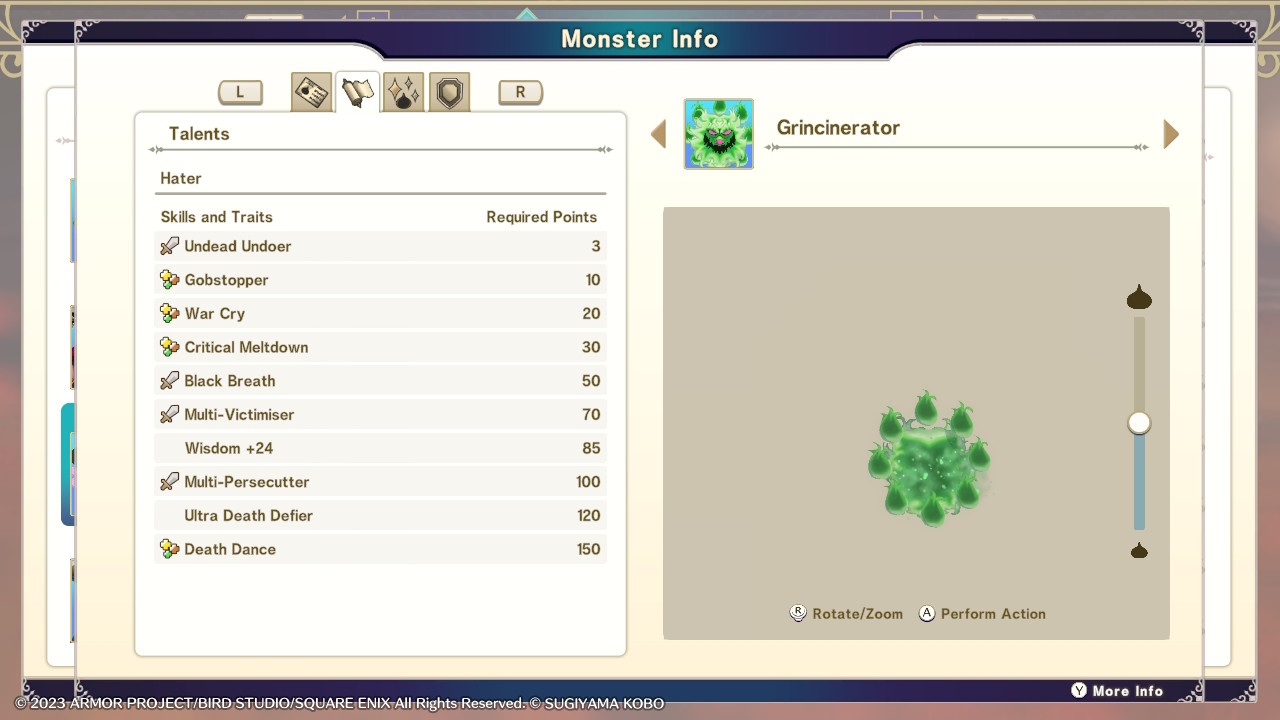 Monster Info
L
R
Talents
Hater
Skills and Traits Required Points
Undead Undoer 3
Gobstopper 10
War Cry 20
Critical Meltdown 30
Black Breath 50
Multi-Victimiser 70
Wisdom +24 85
Multi-Persecutter 100
Ultra Death Defier 120
Death Dance 150
Grincinerator
R Rotate/Zoom A Perform Action
Y More Info
© 2023 ARMOR PROJECT/BIRD STUDIO/SQUARE ENIX All Rights Reserved. © SUGIYAMA KOBO